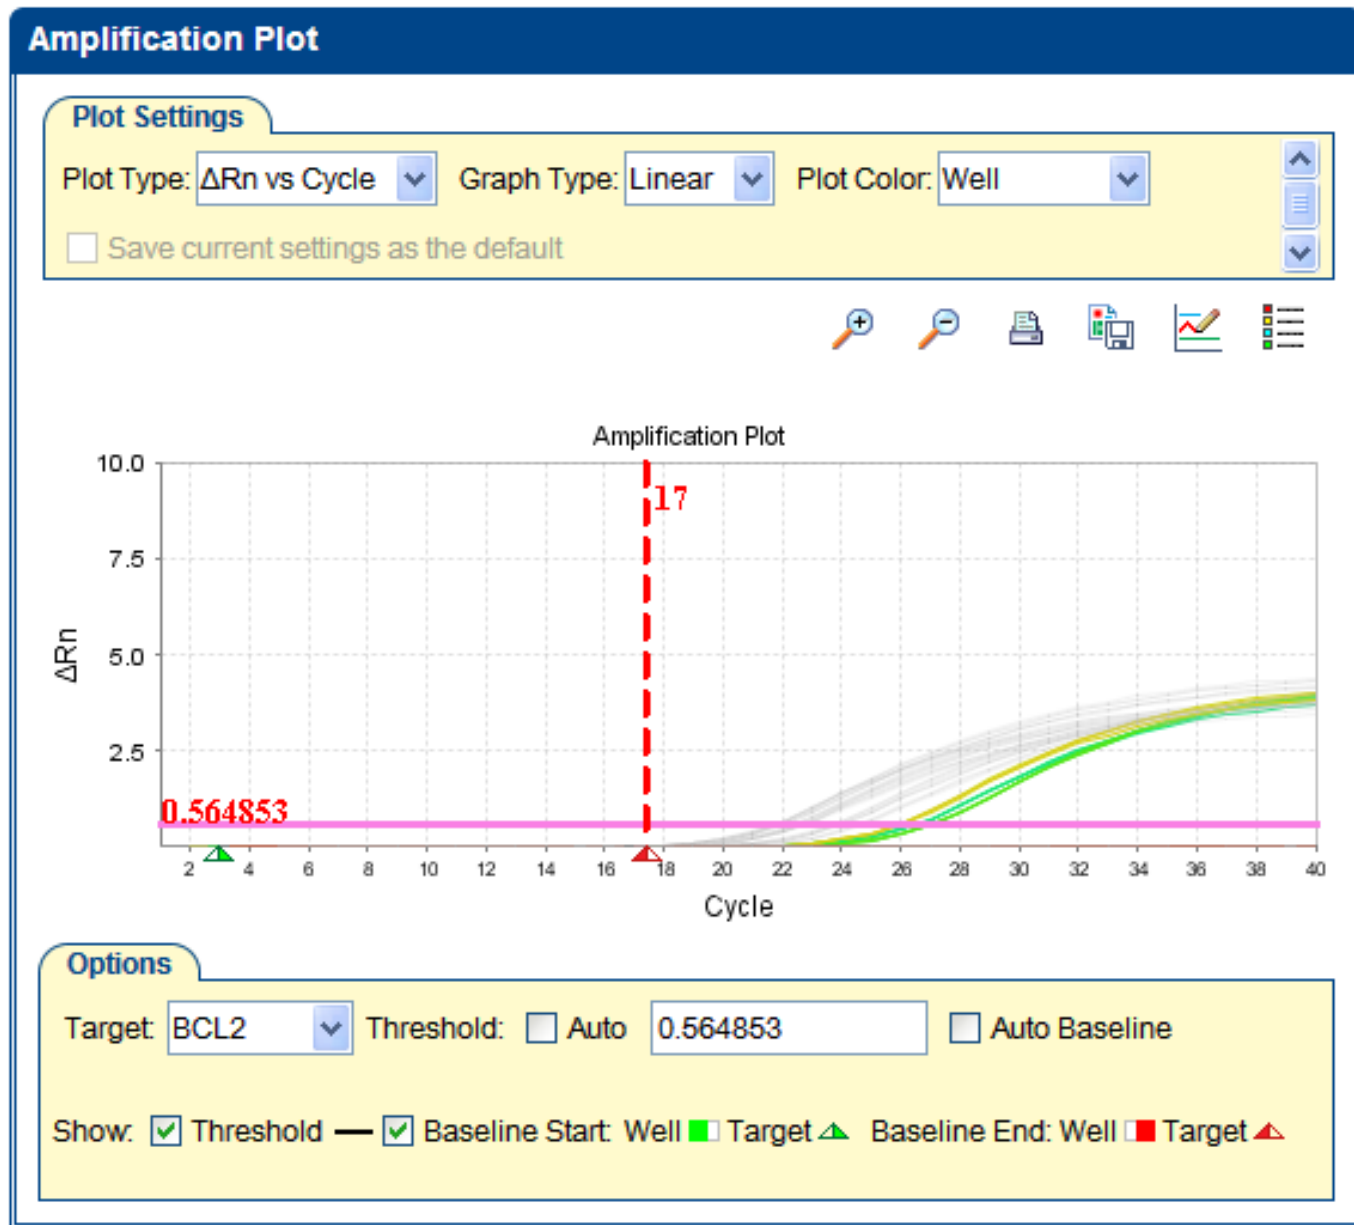 Amplification Plot
Plot Settings
Plot Type: ΔRn vs Cycle Graph Type: Linear Plot Color: Well
Save current settings as the default
Amplification Plot
10.0
17
7.5
5.0
ΔRn
2.5
0.564853
2 4 6 8 10 12 14 16 18 20 22 24 26 28 30 32 34 36 38 40
Cycle
Options
Target: BCL2 Threshold: Auto 0.564853 Auto Baseline
Show: Threshold Baseline Start: Well Target Baseline End: Well Target